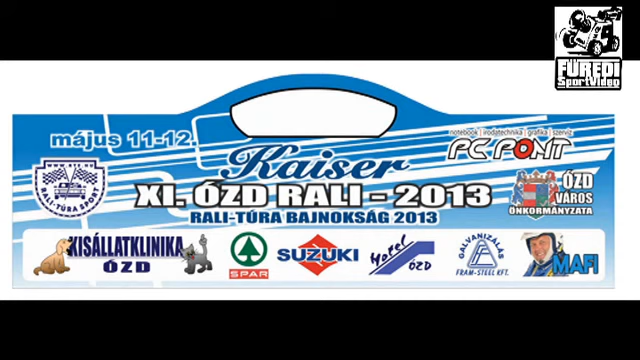 FÜREDI
SportVideo
május 11-12.
notebook | irodatechnika | grafika | szerviz
PC PONT
Kaiser
XI. ÓZD RALI - 2013
RALI-TÚRA BAJNOKSÁG 2013
RALI-TÚRA SPORT
ÓZD
VÁROS
ÖNKORMÁNYZATA
KISÁLLATKLINIKA
ÓZD
SPAR
SUZUKI
Hotel
ÓZD
GALVANIZÁLÁS
FRAM-STEEL KFT.
MAFI